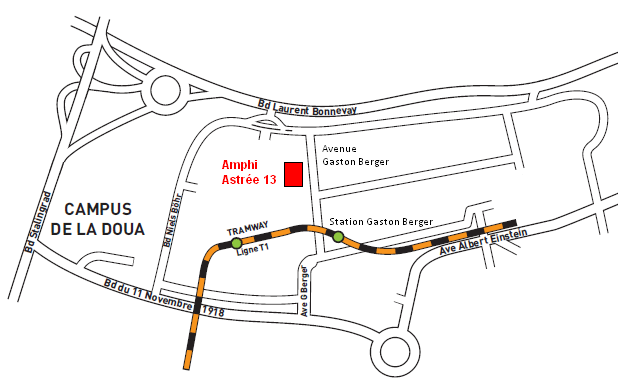 Bd Laurent Bonnevay
Avenue
Gaston Berger
Amphi
Astrée 13
CAMPUS
DE LA DOUA
Bd Stalingrad
Bd Niels Bohr
TRAMWAY
Ligne T1
Station Gaston Berger
Ave Albert Einstein
Ave G Berger
Bd du 11 Novembre 1918